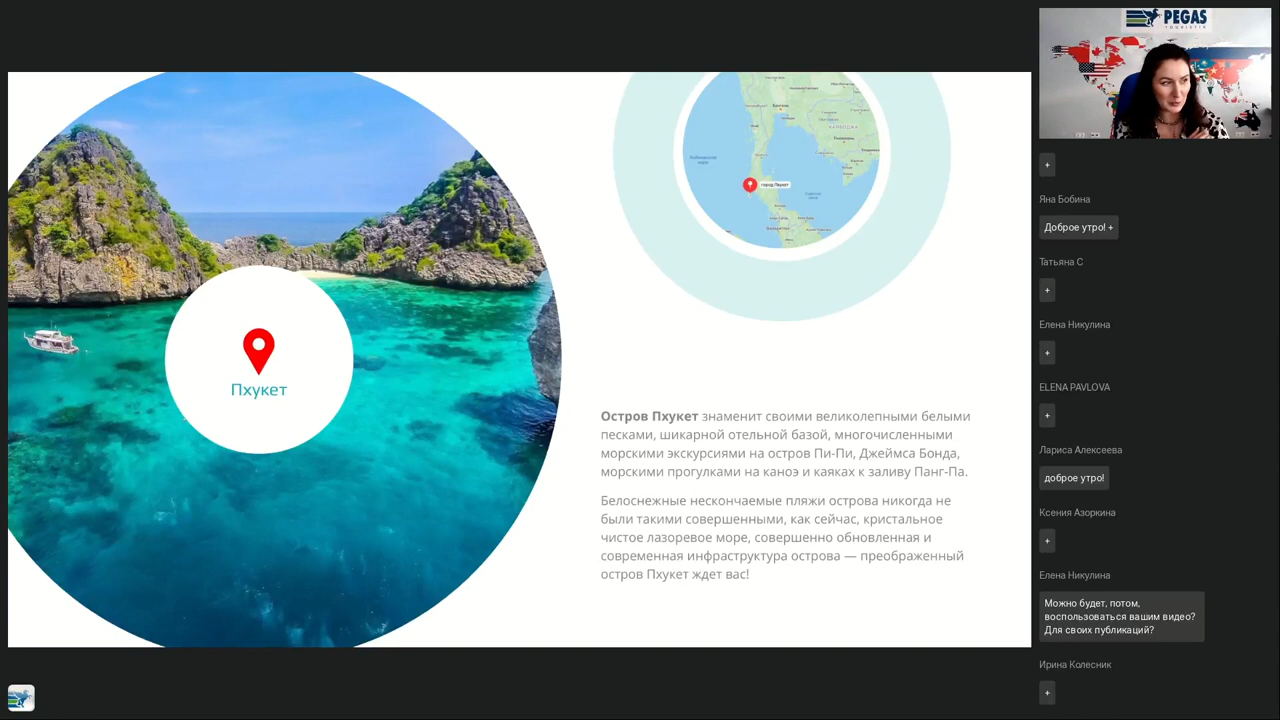 Пхукет
город Пхукет
КАМБОДЖА
Остров Пхукет знаменит своими великолепными белыми
песками, шикарной отельной базой, многочисленными
морскими экскурсиями на остров Пи-Пи, Джеймса Бонда,
морскими прогулками на каноэ и каяках к заливу Панг-Па.
Белоснежные нескончаемые пляжи острова никогда не
были такими совершенными, как сейчас, кристальное
чистое лазоревое море, совершенно обновленная и
современная инфраструктура острова — преображенный
остров Пхукет ждет вас!
PEGAS
TOURISTIK
+
Яна Бобина
Доброе утро! +
Татьяна С
+
Елена Никулина
+
ELENA PAVLOVA
+
Лариса Алексеева
доброе утро!
Ксения Азоркина
+
Елена Никулина
Можно будет, потом,
воспользоваться вашим видео?
Для своих публикаций?
Ирина Колесник
+